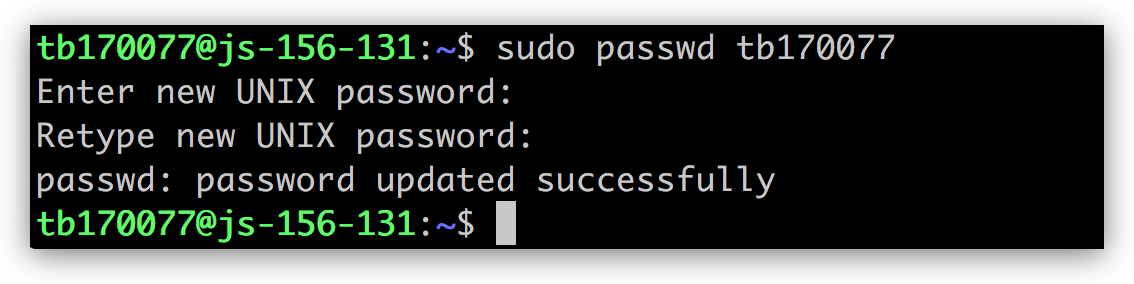 tb170077@js-156-131:~$ sudo passwd tb170077
Enter new UNIX password:
Retype new UNIX password:
passwd: password updated successfully
tb170077@js-156-131:~$